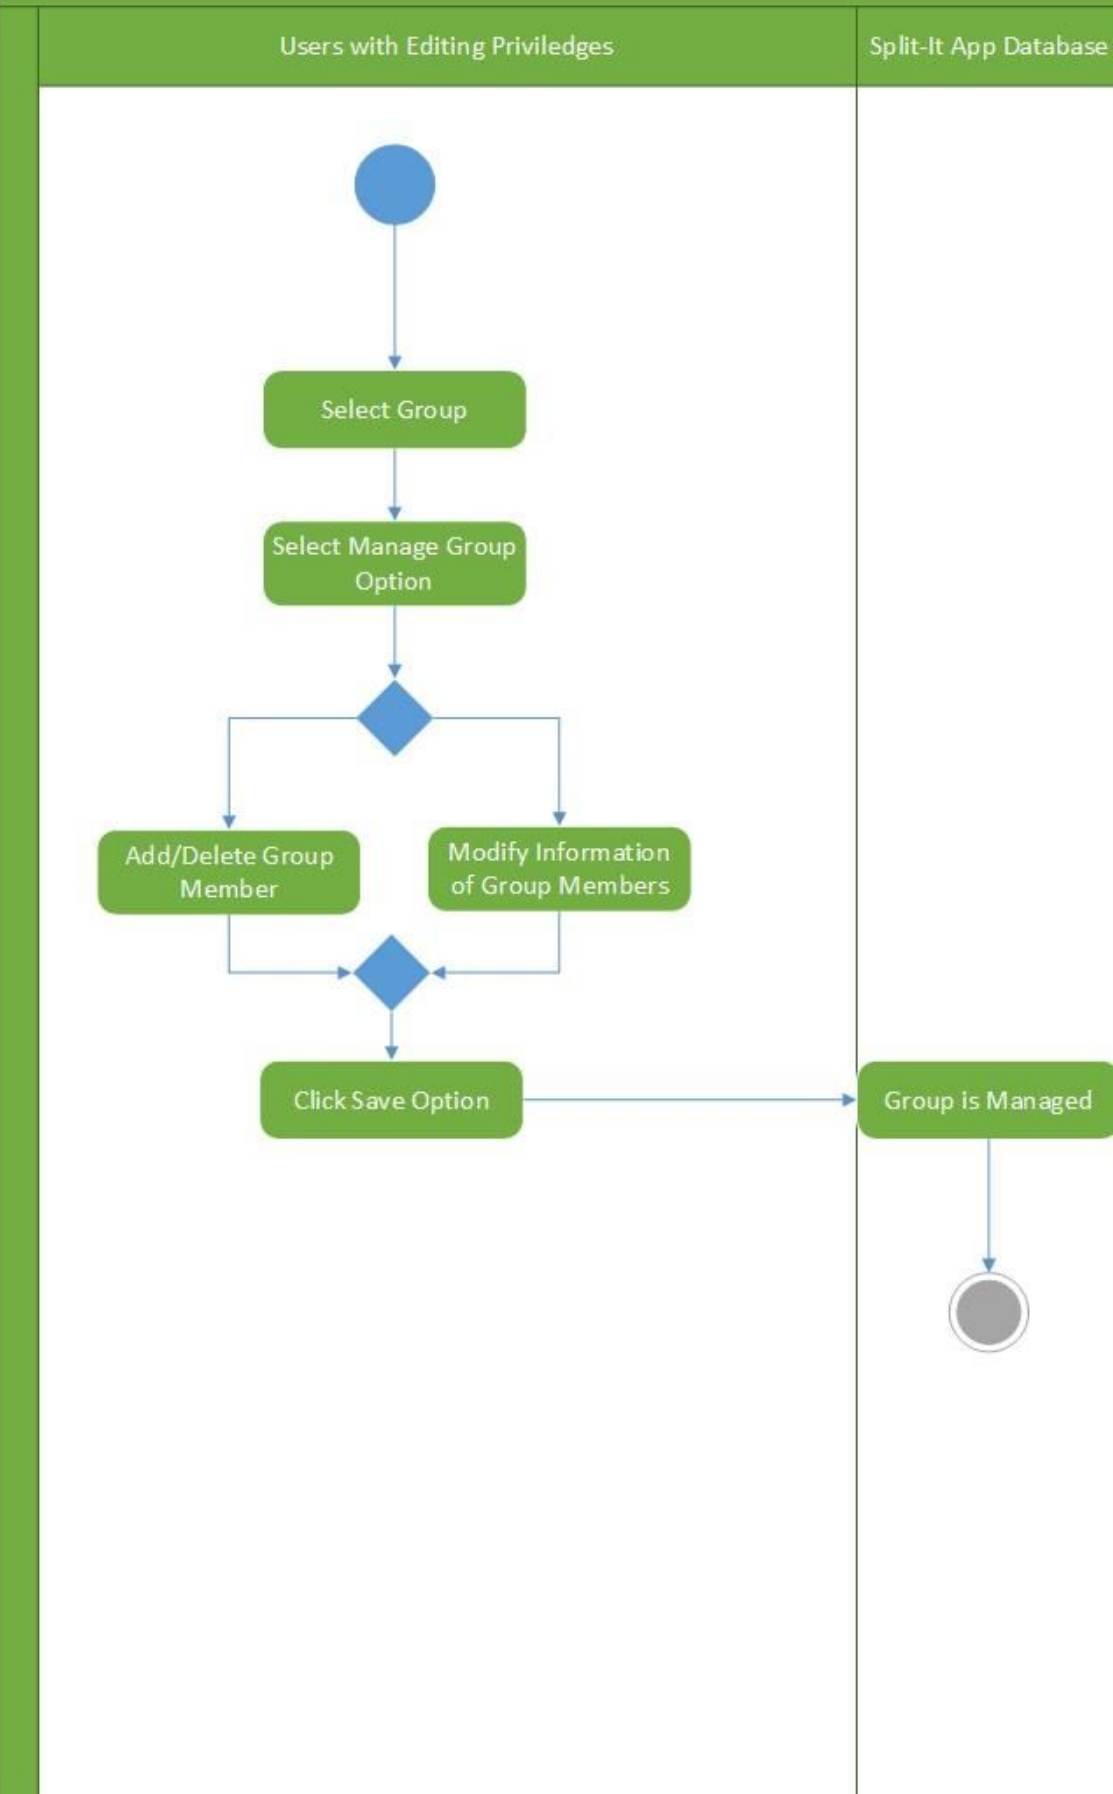 Users with Editing Priviledges
Split-It App Database
Select Group
Select Manage Group
Option
Add/Delete Group
Member
Modify Information
of Group Members
Click Save Option
Group is Managed